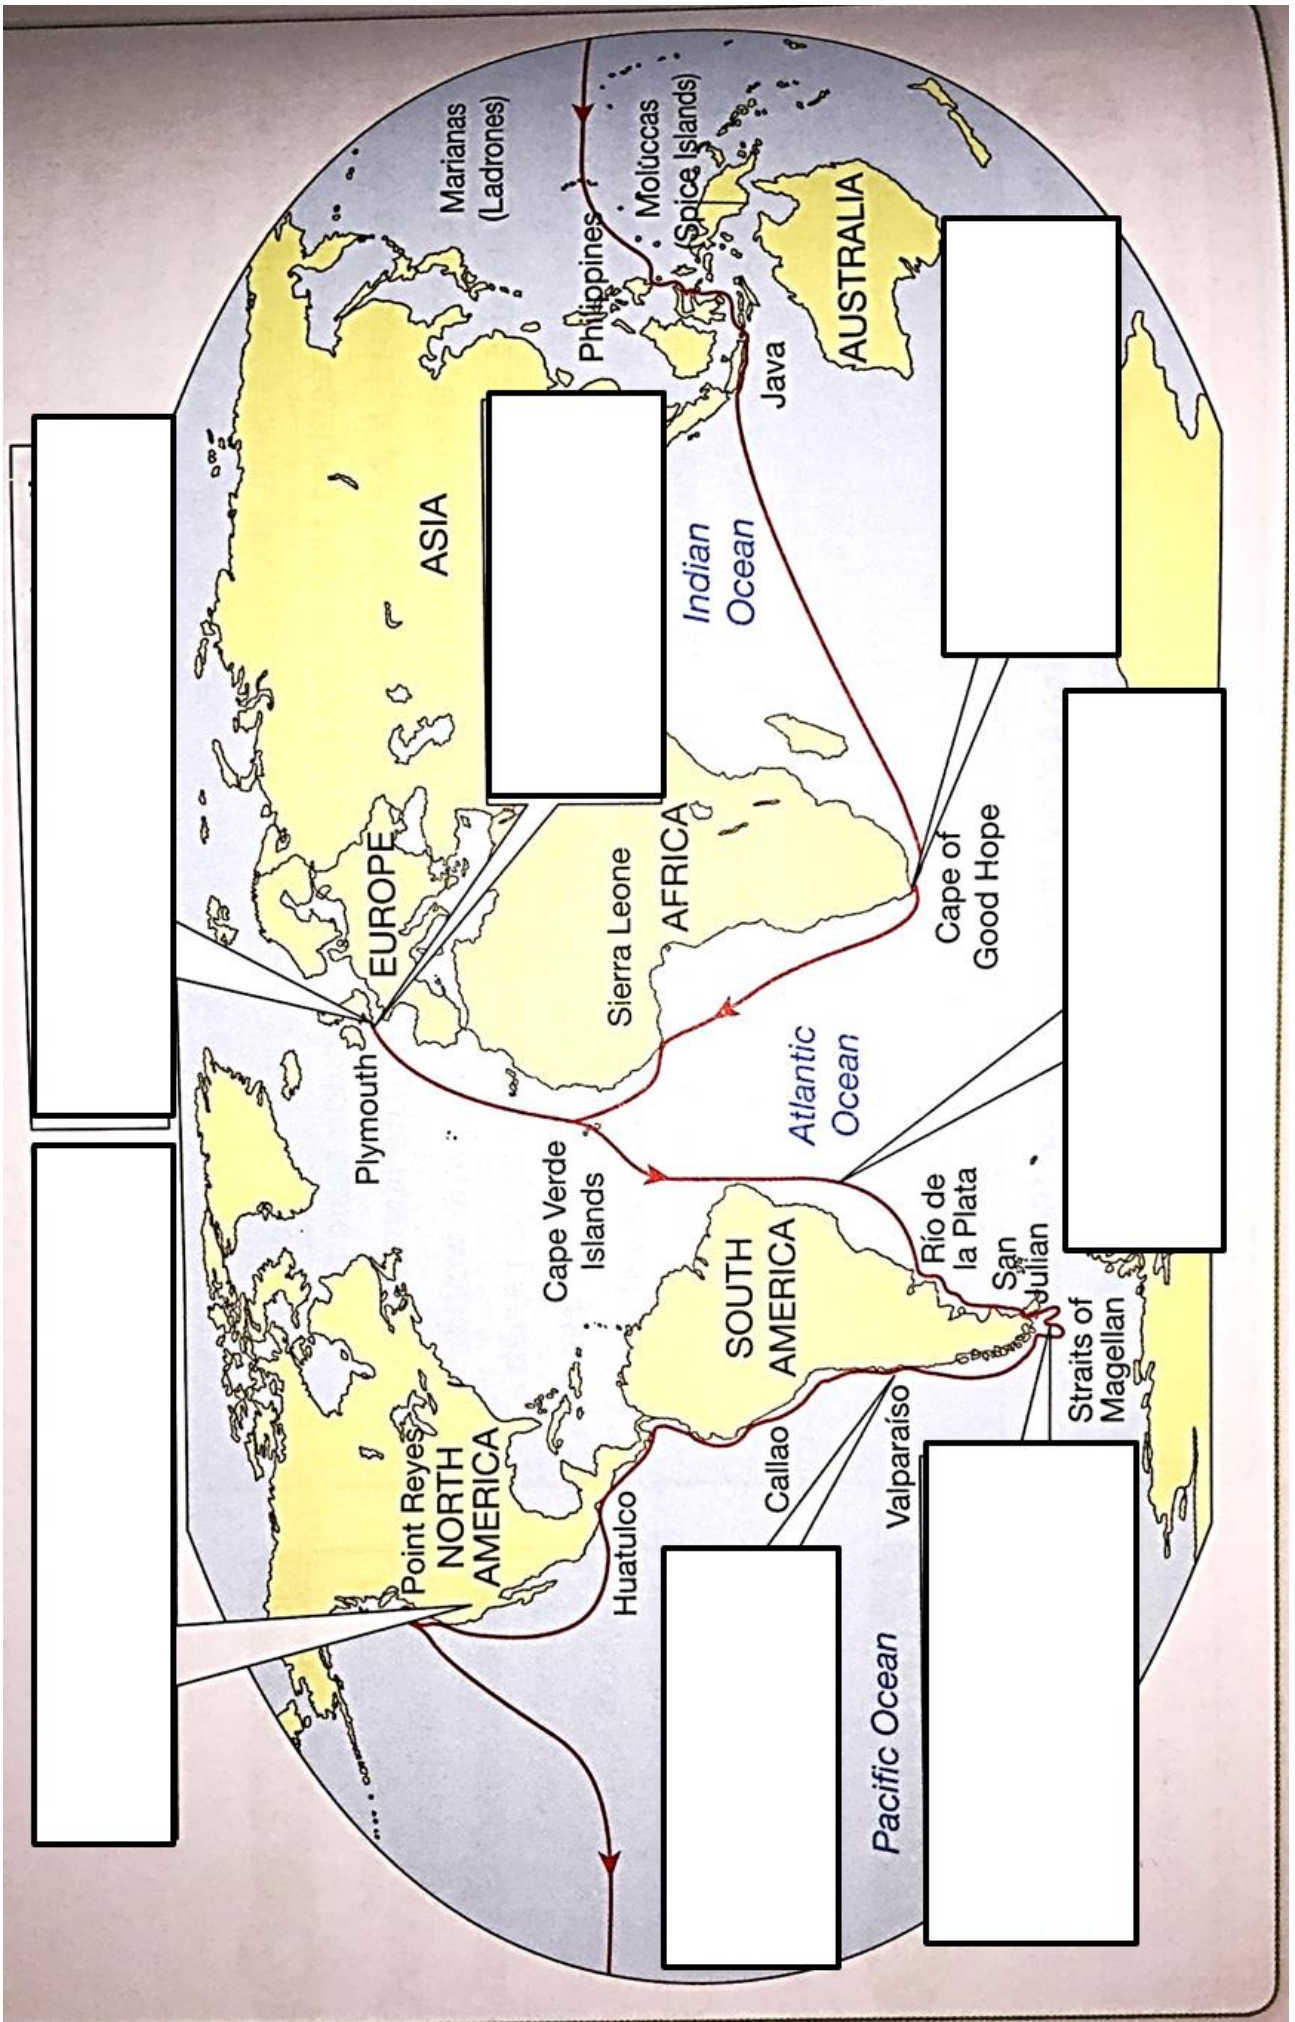 Point Reyes
NORTH
AMERICA
Huatulco
Callao
Valparaíso
Pacific Ocean
Straits of
Magellan
San
Julian
Río de
la Plata
SOUTH
AMERICA
Cape Verde
Islands
Plymouth
Atlantic
Ocean
EUROPE
Sierra Leone
AFRICA
Cape of
Good Hope
ASIA
Indian
Ocean
Java
AUSTRALIA
Philippines
Moluccas
(Spice Islands)
Marianas
(Ladrones)